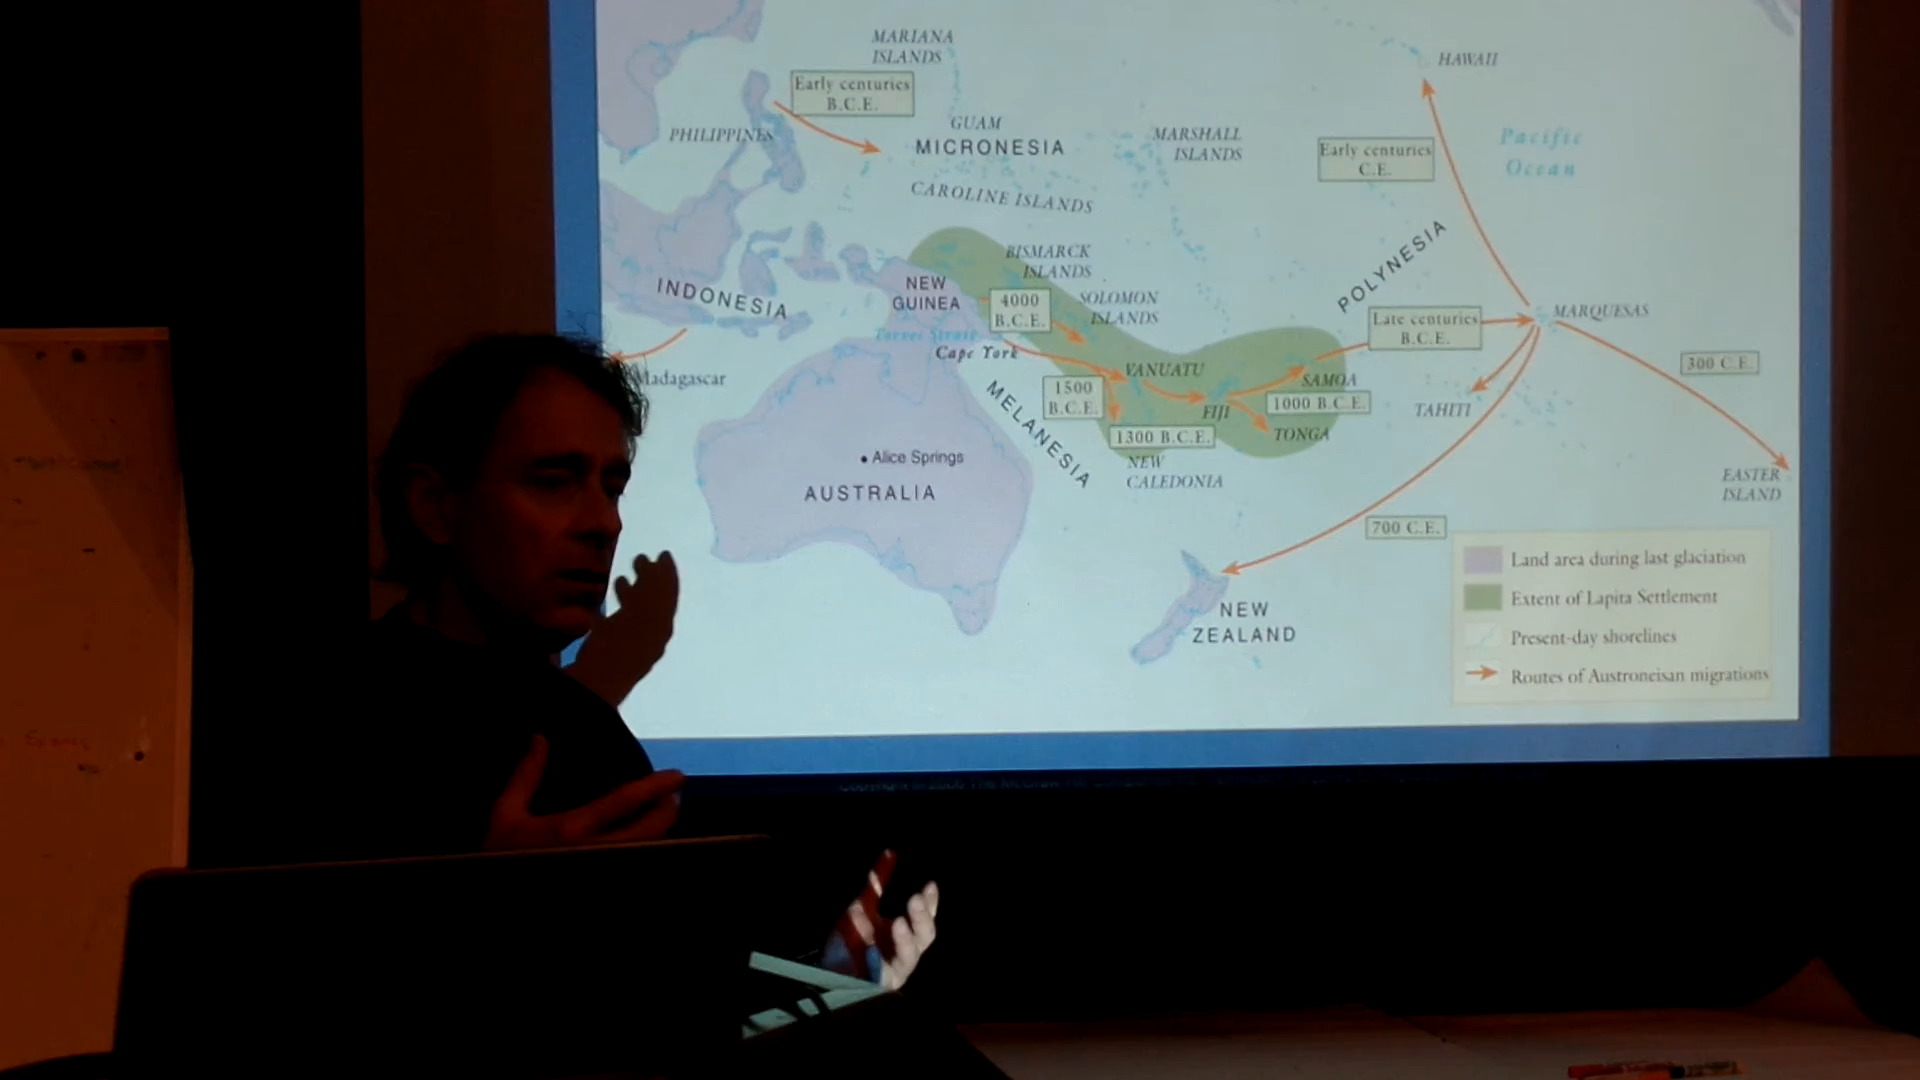 MARIANA
ISLANDS
HAWAII
Early centuries
B.C.E.
GUAM
PHILIPPINES
MICRONESIA
MARSHALL
ISLANDS
Early centuries
C.E.
Pacific
Ocean
CAROLINE ISLANDS
POLYNESIA
BISMARCK
ISLANDS
INDONESIA
NEW
GUINEA
4000
B.C.E.
SOLOMON
ISLANDS
Late centuries
B.C.E.
MARQUESAS
Torres Strait
Cape York
Madagascar
VANUATU
300 C.E.
1500
B.C.E.
MELANESIA
FIJI
SAMOA
1000 B.C.E.
TAHITI
1300 B.C.E.
TONGA
NEW
CALEDONIA
Alice Springs
AUSTRALIA
EASTER
ISLAND
700 C.E.
NEW
ZEALAND
Land area during last glaciation
Extent of Lapita Settlement
Present-day shorelines
Routes of Austroneisan migrations